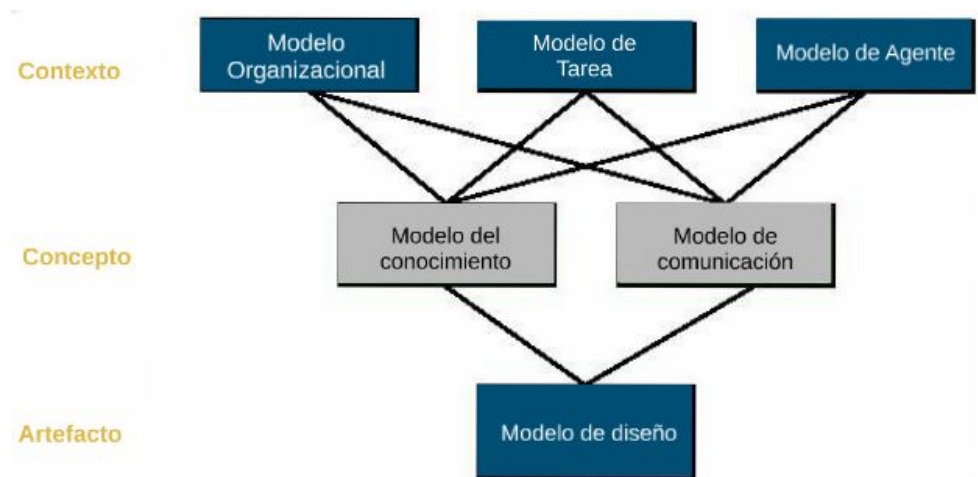 Contexto
Modelo
Organizacional
Modelo de
Tarea
Modelo de Agente
Concepto
Modelo del
conocimiento
Modelo de
comunicación
Artefacto
Modelo de diseño